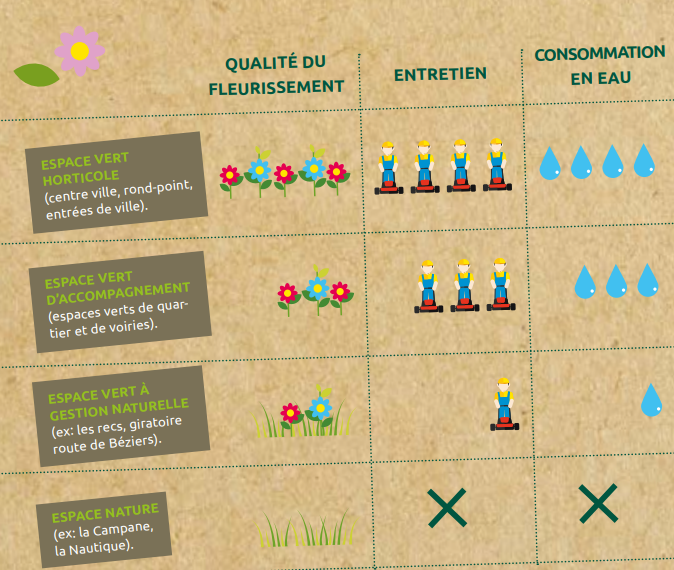 QUALITÉ DU
FLEURISSEMENT
ENTRETIEN
CONSOMMATION
EN EAU
ESPACE VERT
HORTICOLE
(centre ville, rond-point,
entrées de ville).
ESPACE VERT
D'ACCOMPAGNEMENT
(espaces verts de quar-
tier et de voiries).
ESPACE VERT À
GESTION NATURELLE
(ex: les recs, giratoire
route de Béziers).
ESPACE NATURE
(ex: la Campane,
la Nautique).